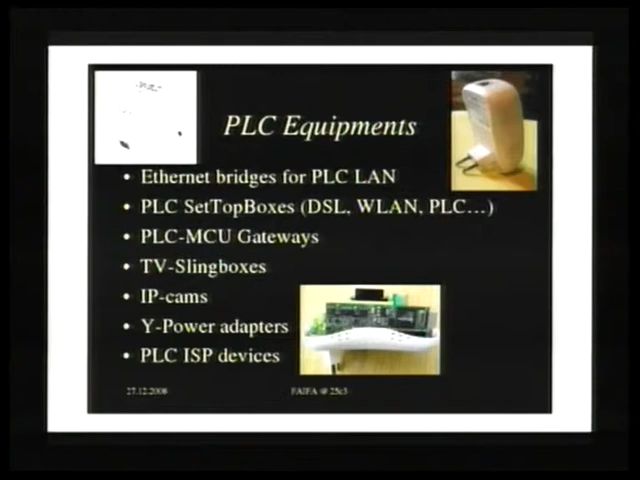 PLC Equipments
• Ethernet bridges for PLC LAN
• PLC SetTopBoxes (DSL, WLAN, PLC…)
• PLC-MCU Gateways
• TV-Slingboxes
• IP-cams
• Y-Power adapters
• PLC ISP devices
27.12.2008 FAIFA @ 25c3